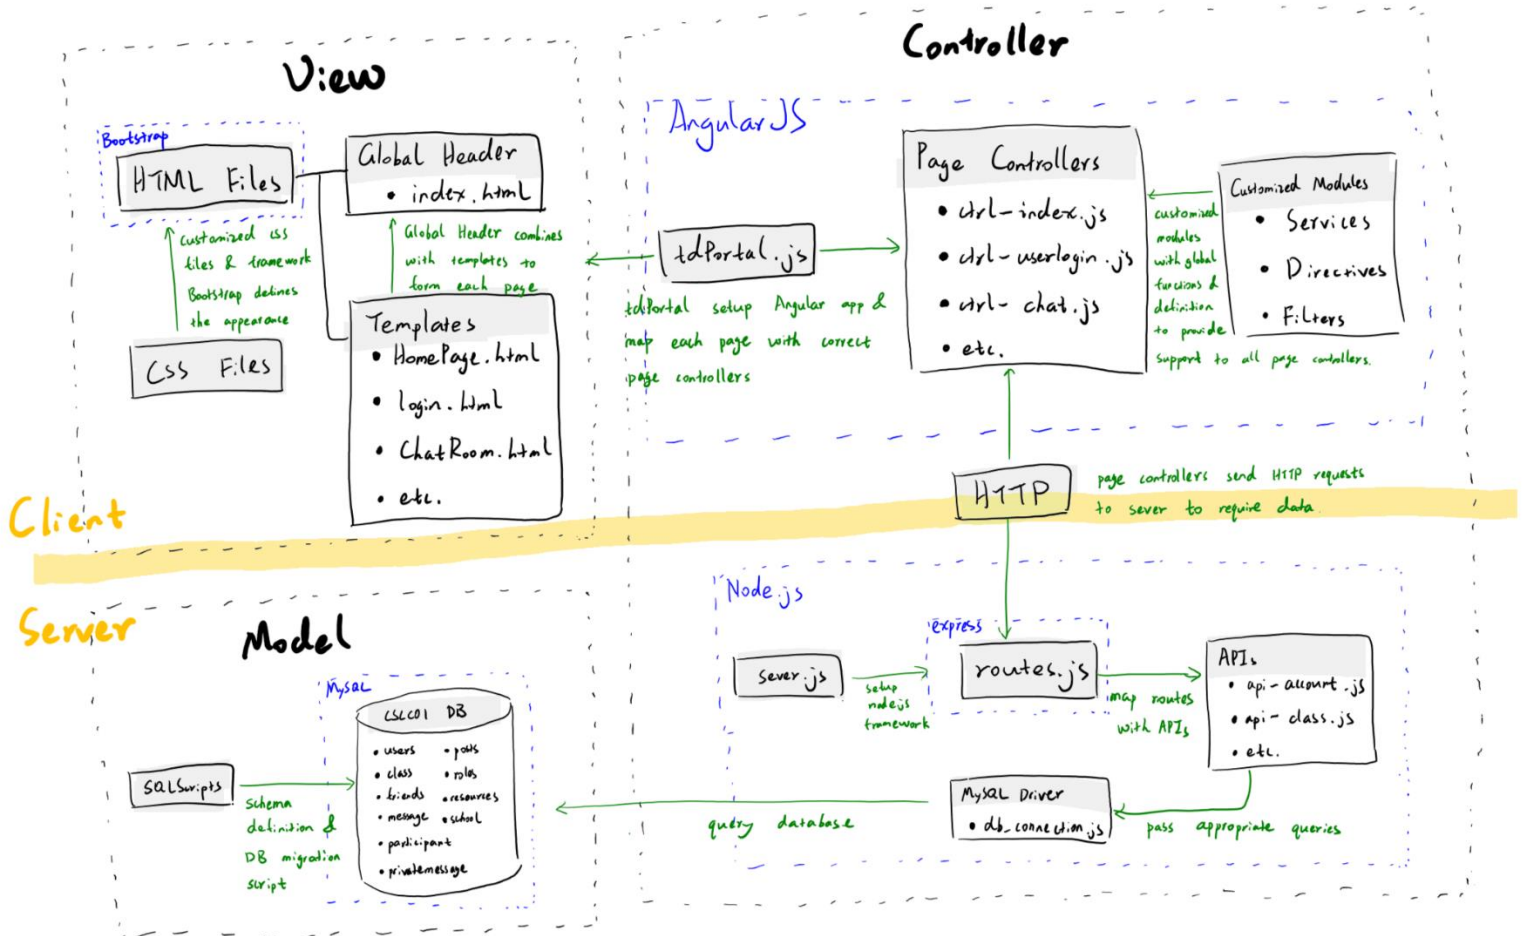 View
Bootstrap
HTML Files
Global Header
• index.html
Customized css
files & framework
Bootstrap defines
the appearance
CSS Files
Global Header combines
with templates to
form each page
Templates
• HomePage.html
• login.html
• ChatRoom.html
• etc.
Controller
AngularJS
tdPortal.js
tdPortal setup Angular app &
map each page with correct
page controllers
Page Controllers
• ctrl-index.js
• ctrl-userlogin.js
• ctrl-chat.js
• etc.
customized
modules
with global
functions &
definition
to provide
support to all page controllers.
Customized Modules
• Services
• Directives
• Filters
Client
HTTP
page controllers send HTTP requests
to sever to require data
Server
Model
MySQL
CSCC01 DB
• users
• class
• friends
• message
• participant
• privatemessage
• posts
• roles
• resources
• school
SQLScripts
Schema
definition &
DB migration
script
Node.js
sever.js
setup
nodejs
framework
express
routes.js
map routes
with APIs
APIs
• api-account.js
• api-class.js
• etc.
MySQL Driver
• db_connection.js
pass appropriate queries
query database